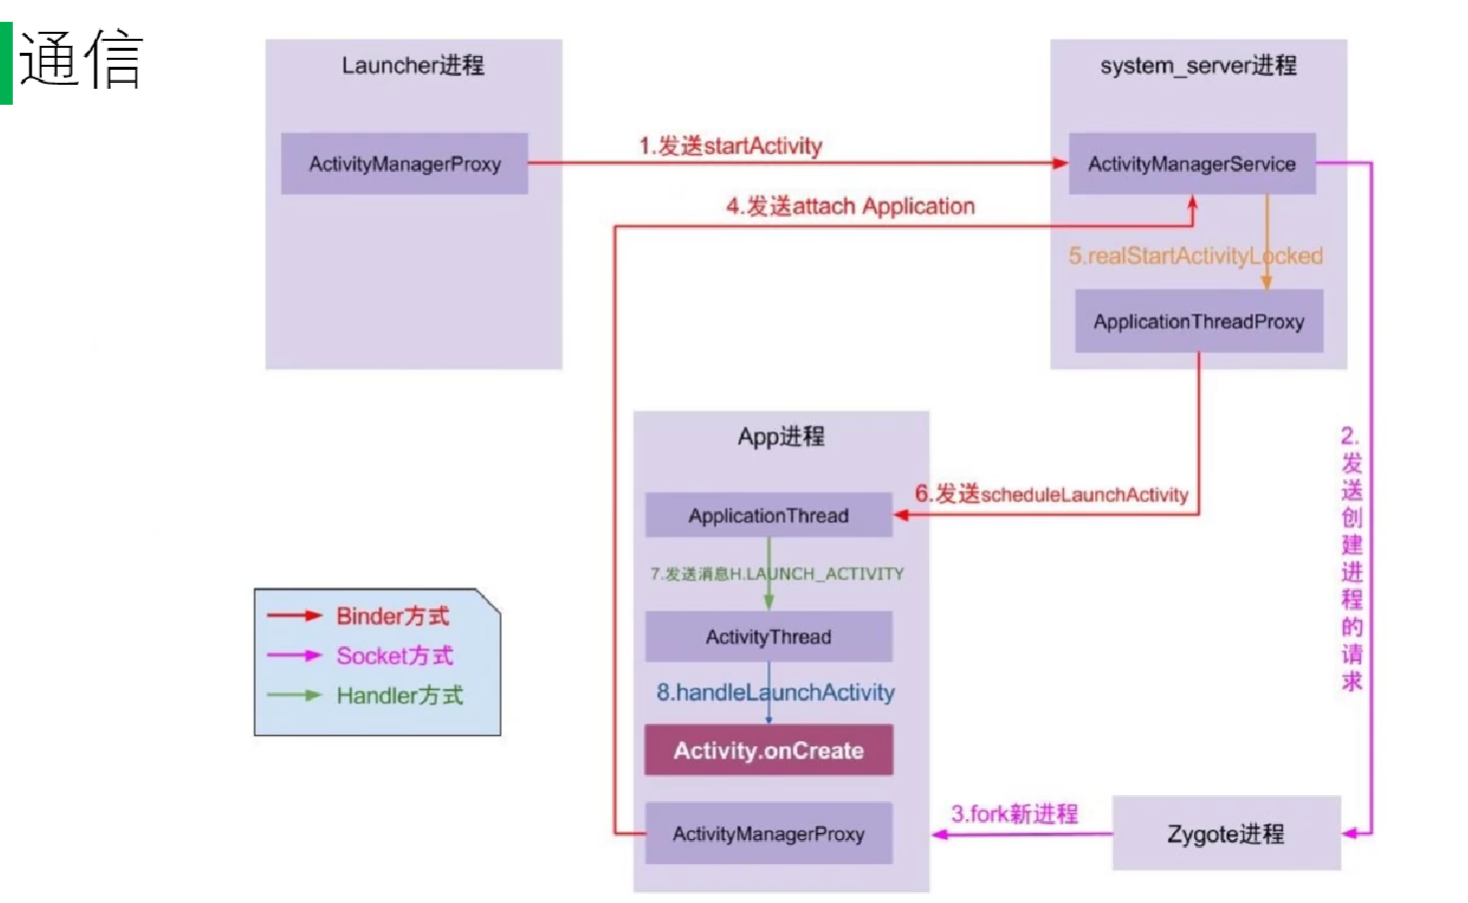 通信
Launcher进程
system_server进程
ActivityManagerProxy
1.发送startActivity
ActivityManagerService
4.发送attach Application
5.realStartActivityLocked
ApplicationThreadProxy
App进程
2.发送创建进程的请求
ApplicationThread
6.发送scheduleLaunchActivity
7.发送消息H.LAUNCH_ACTIVITY
Binder方式
Socket方式
Handler方式
ActivityThread
8.handleLaunchActivity
Activity.onCreate
ActivityManagerProxy
3.fork新进程
Zygote进程